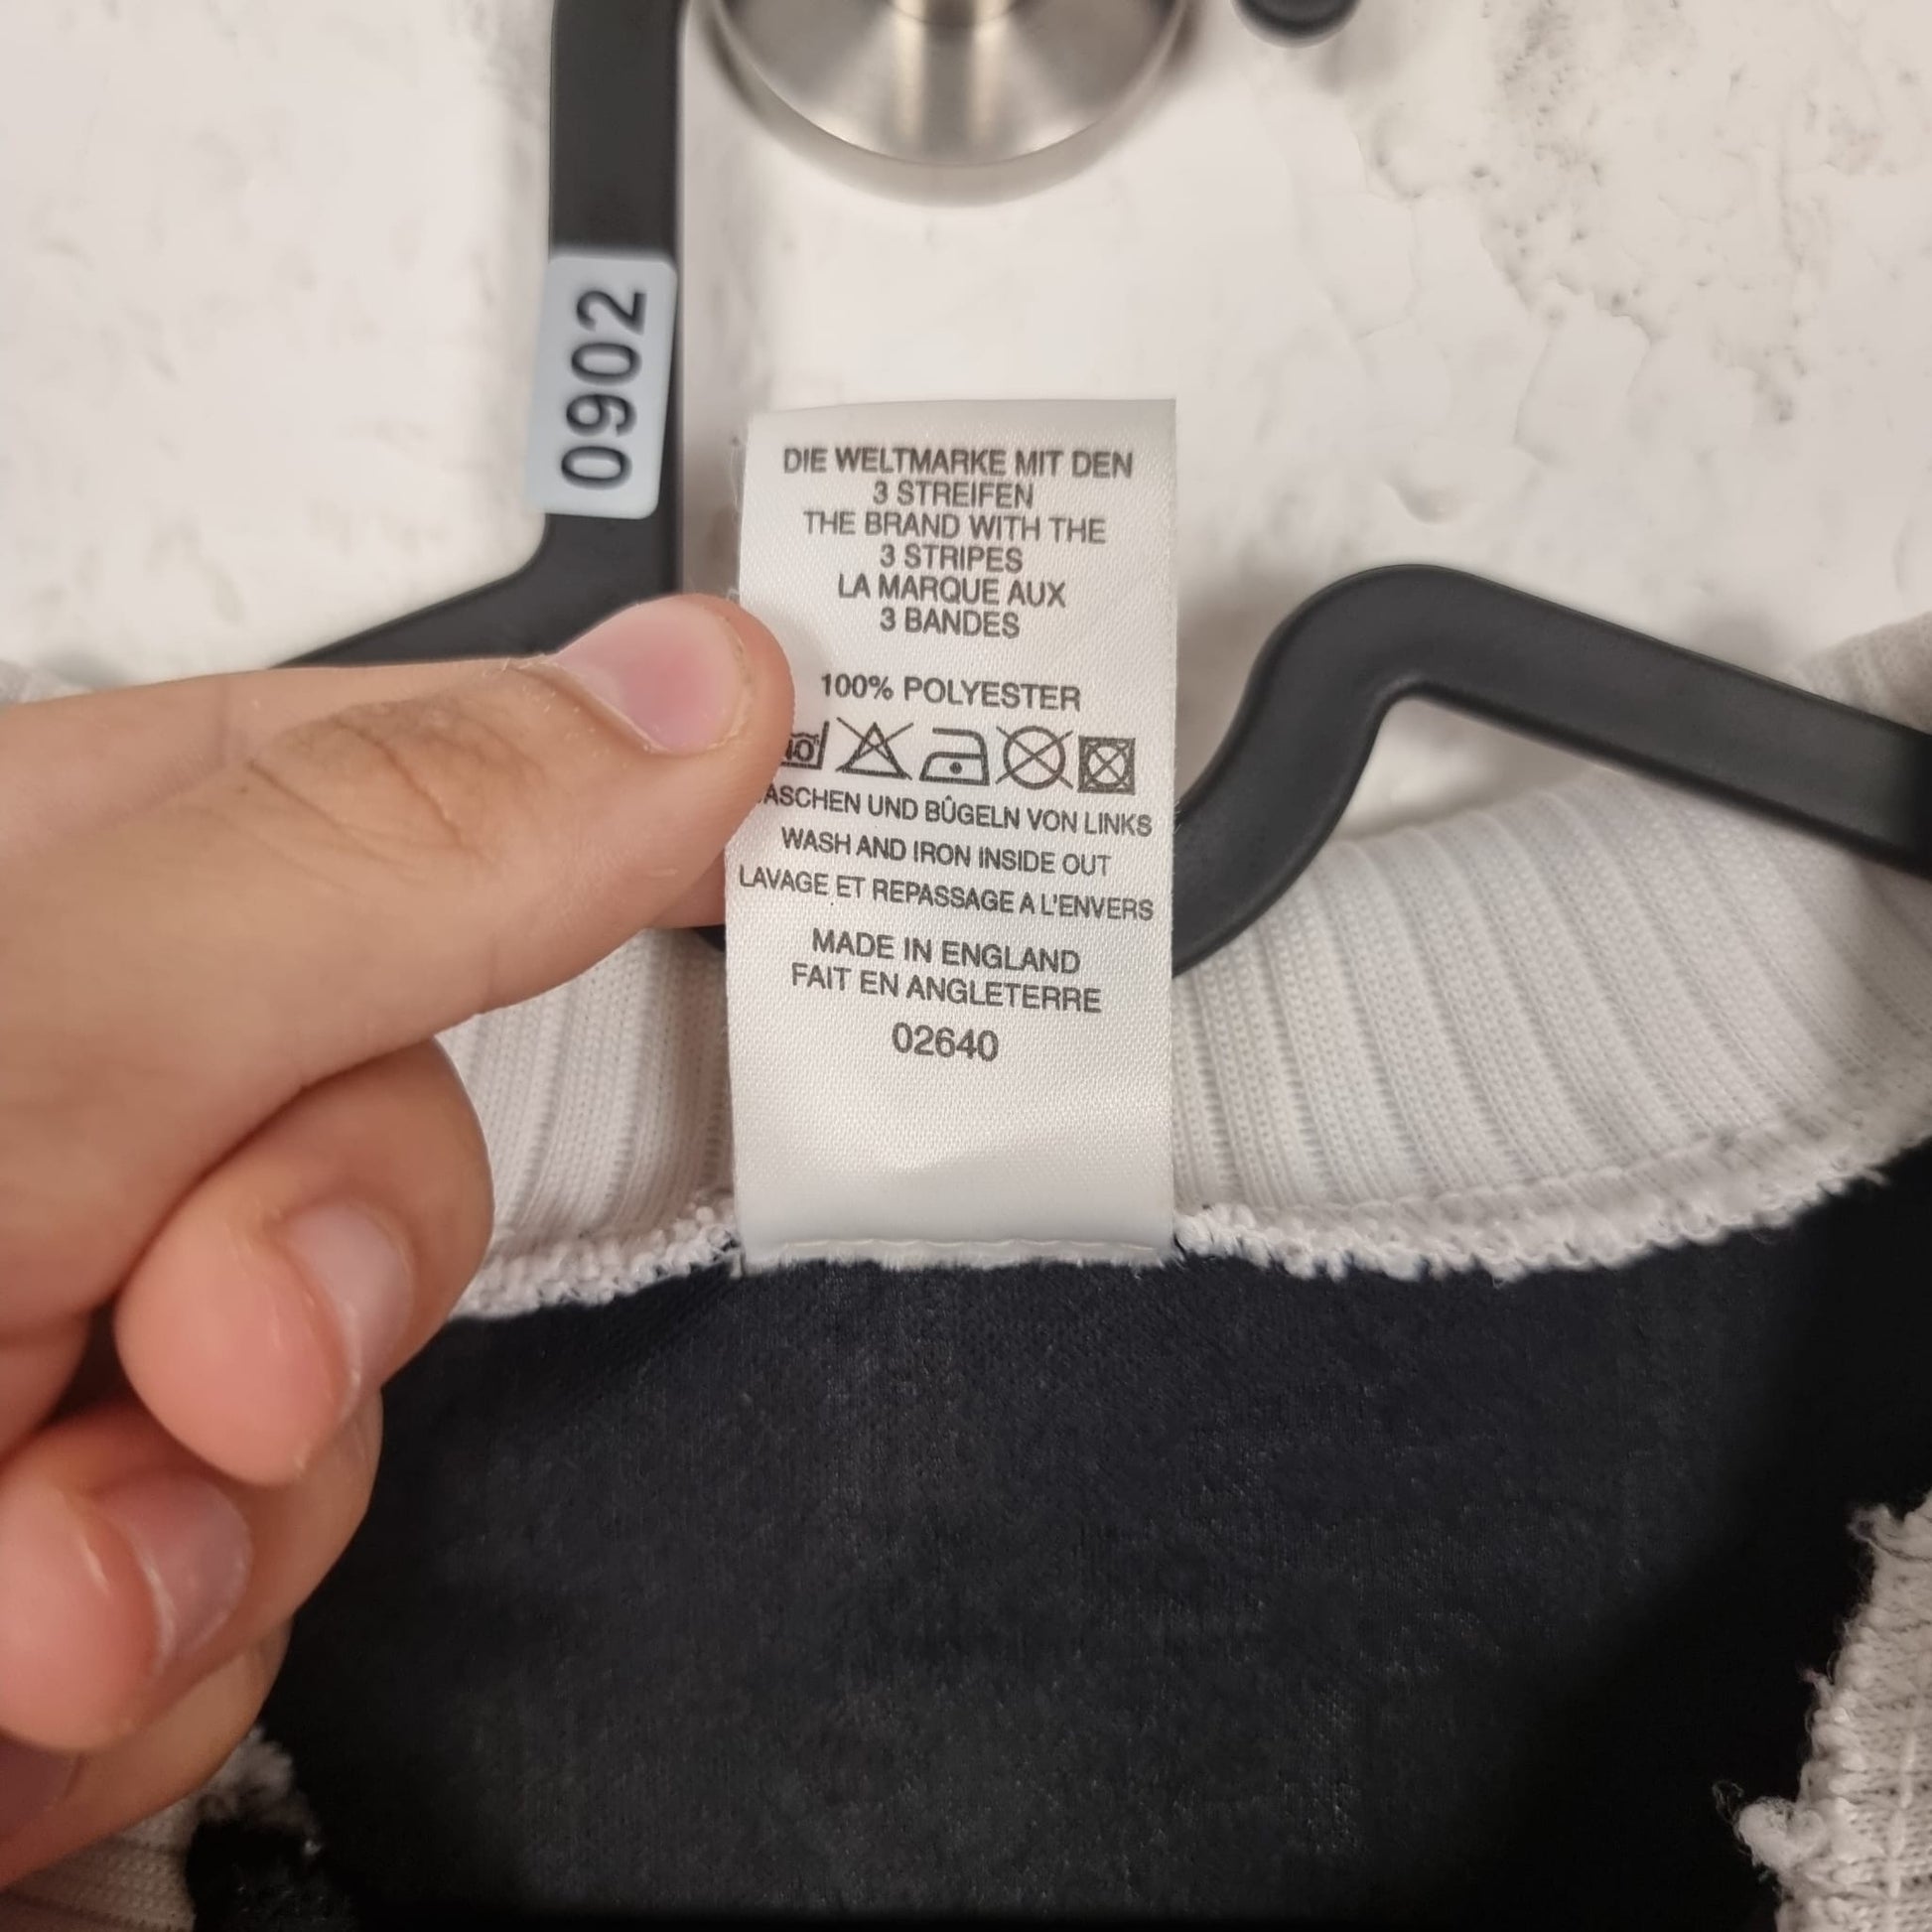 0902
DIE WELTMARKE MIT DEN
3 STREIFEN
THE BRAND WITH THE
3 STRIPES
LA MARQUE AUX
3 BANDES
100% POLYESTER
UND BÛGELN VON LINKS
WASH AND IRON INSIDE OUT
LAVAGE ET REPASSAGE A L'ENVERS
MADE IN ENGLAND
FAIT EN ANGLETERRE
02640